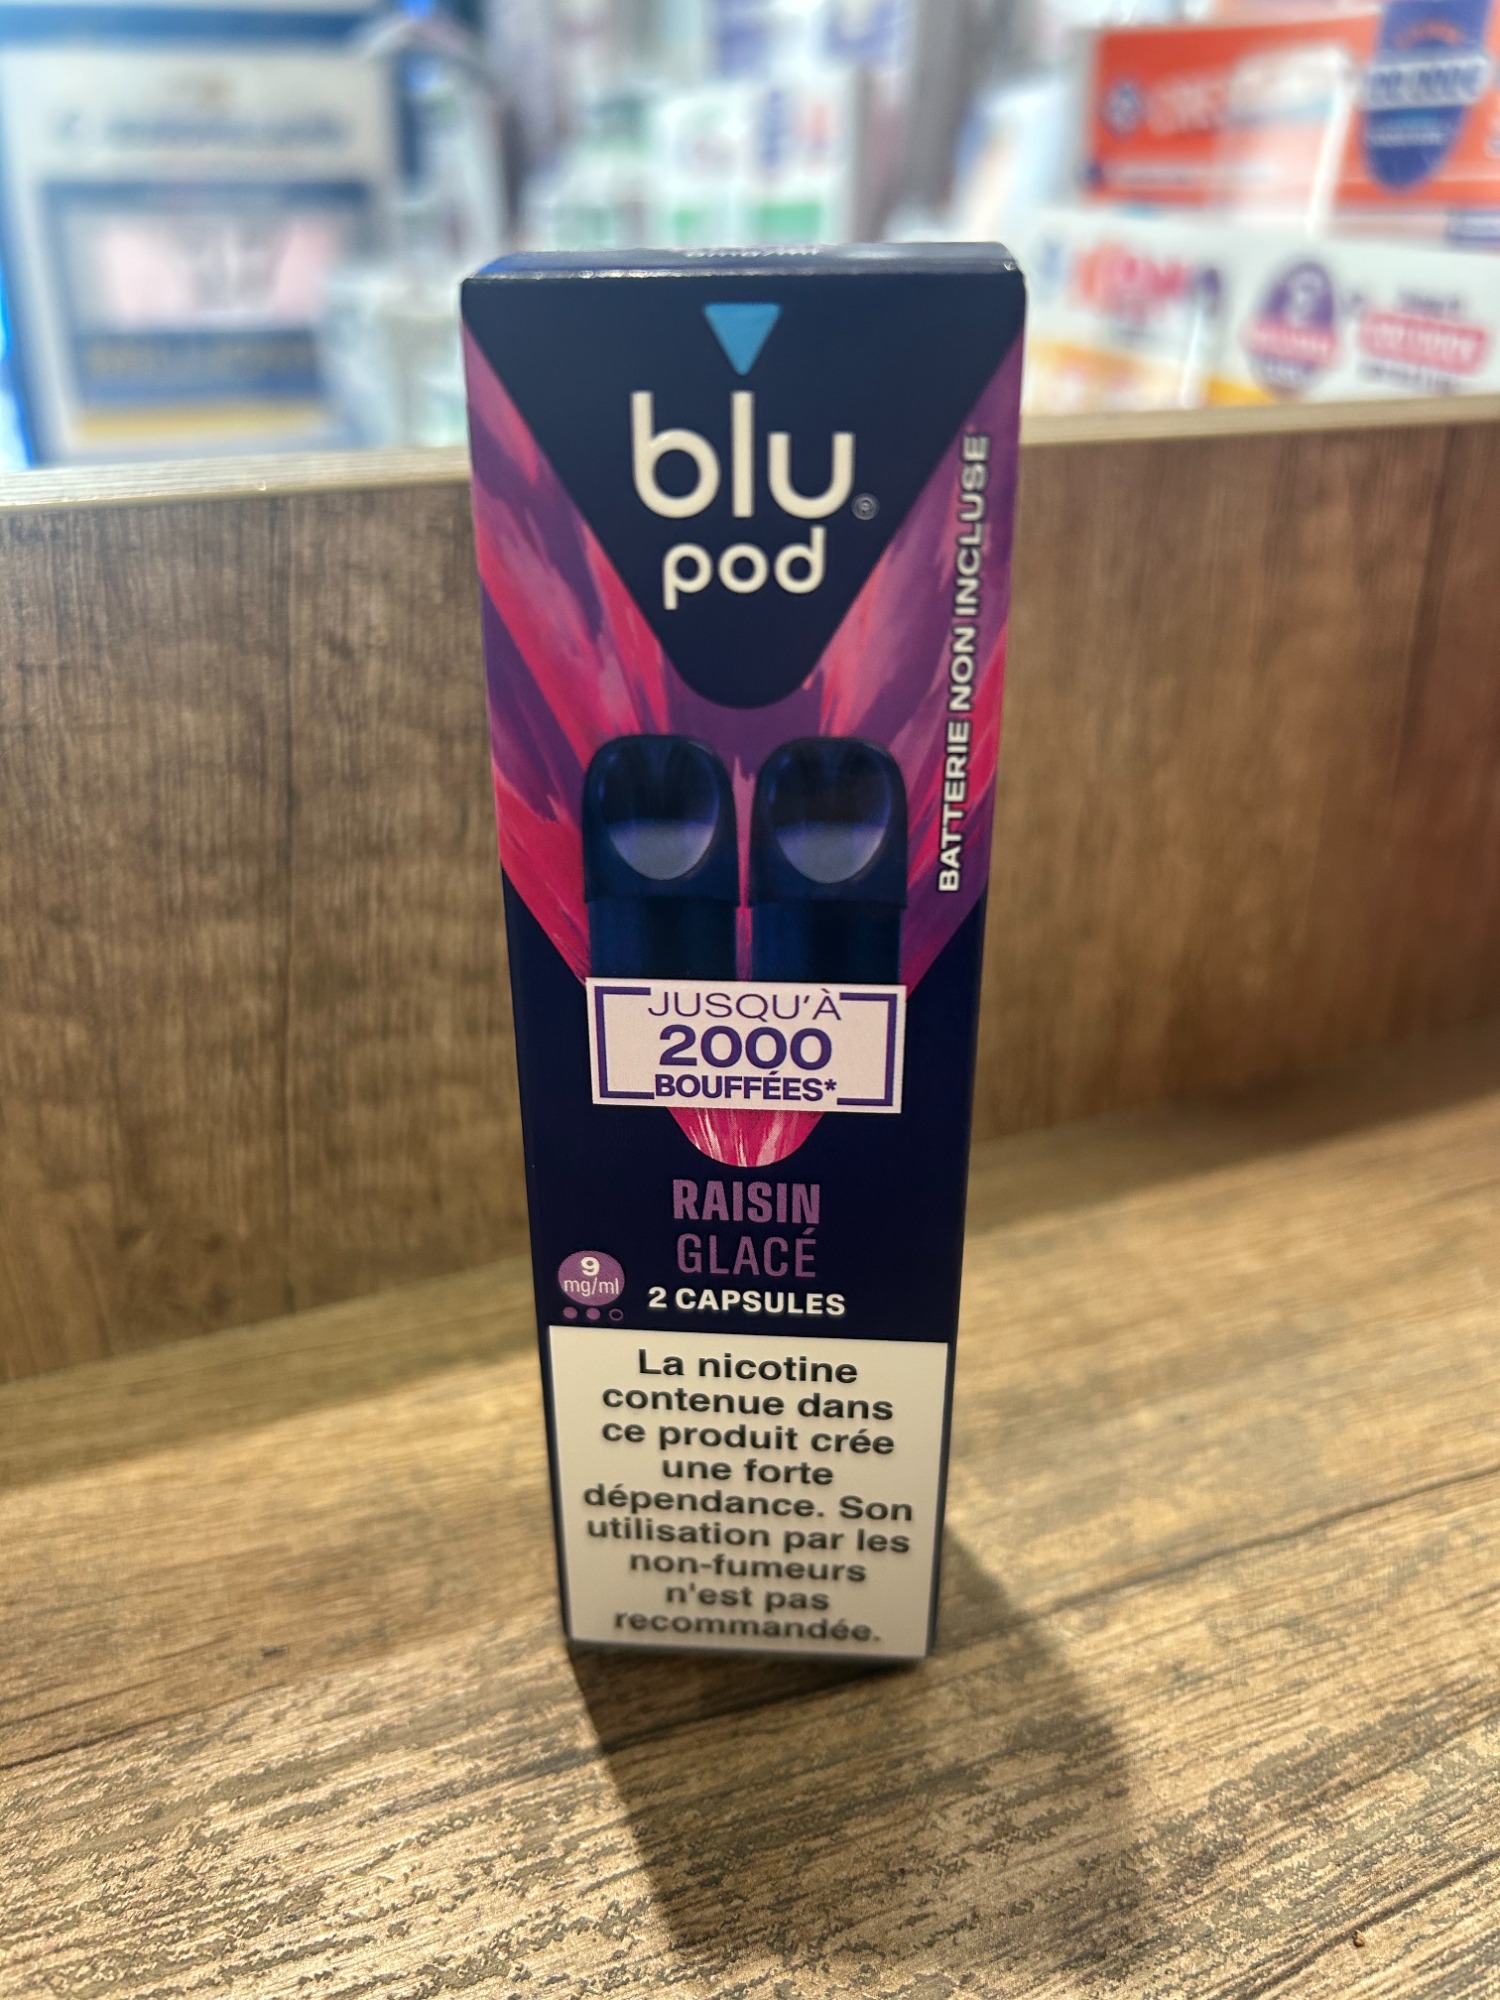 blu®
pod
BATTERIE NON INCLUSE
JUSQU'À
2000
BOUFFÉES*
RAISIN
GLACÉ
9
mg/ml
2 CAPSULES
La nicotine
contenue dans
ce produit crée
une forte
dépendance. Son
utilisation par les
non-fumeurs
n'est pas
recommandée.